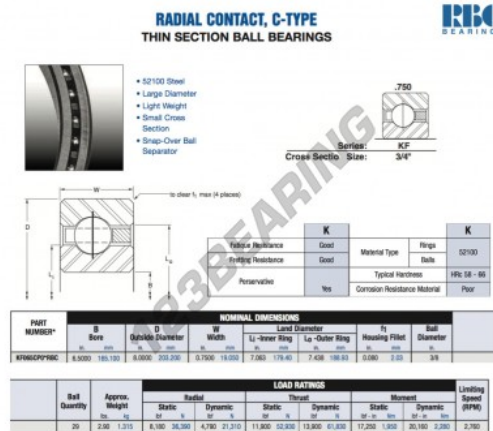 RADIAL CONTACT, C-TYPE
THIN SECTION BALL BEARINGS
RBC
BEARING
• 52100 Steel
• Large Diameter
• Light Weight
• Small Cross
Section
• Snap-Over Ball
Separator
.750
Series: KF
Cross Sectio Size: 3/4"
W
to clear f₁ max (4 places)
D
L₁
B
L₀
K
K
Fatigue Resistance Good
Fretting Resistance Good
Preservative Yes
Material Type Rings 52100
Balls
Typical Hardness HRc 58 - 66
Corrosion Resistance Material Poor
123BEARING
NOMINAL DIMENSIONS
PART NUMBER* B Bore D Outside Diameter W Width Land Diameter f₁ Housing Fillet Ball Diameter
Lᵢ -Inner Ring L₀ -Outer Ring
in. mm in. mm in. mm in. mm in. mm in. mm in.
KF065CP0*RBC 6.5000 165.100 8.0000 203.200 0.7500 19.050 7.063 179.40 7.438 188.93 0.080 2.03 3/8
LOAD RATINGS
Ball Quantity Approx. Weight Radial Thrust Moment Limiting Speed (RPM)
Static Dynamic Static Dynamic Static Dynamic
lbs. kg lbf N lbf N lbf N lbf N lbf - in Nm lbf - in Nm
29 2.90 1.315 8,180 36,390 4,790 21,310 11,900 52,930 13,900 61,830 17,250 1,950 20,160 2,280 2,760